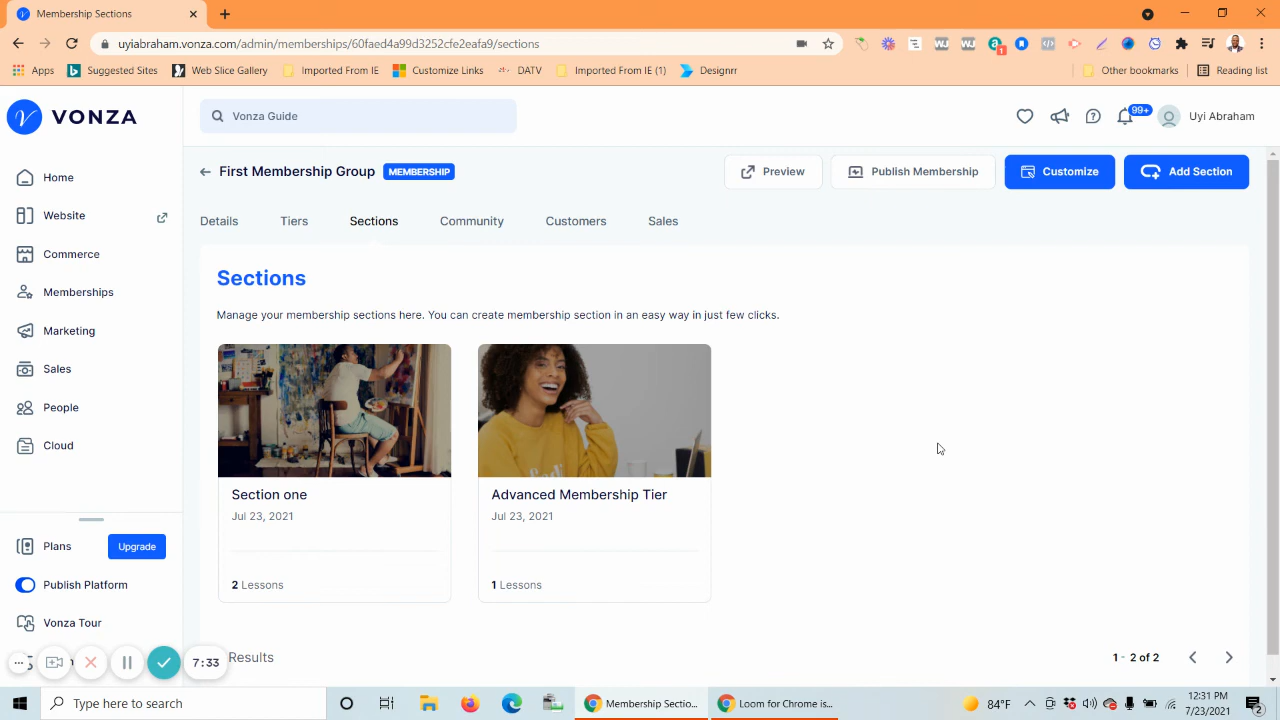 Membership Sections
uyiabraham.vonza.com/admin/memberships/60faed4a99d3252cfe2eafa9/sections
Apps
Suggested Sites
Web Slice Gallery
Imported From IE
Customize Links
DATV
Imported From IE (1)
Designrr
Other bookmarks
Reading list
VONZA
Vonza Guide
99+
Uyi Abraham
First Membership Group
MEMBERSHIP
Preview
Publish Membership
Customize
Add Section
Home
Website
Commerce
Memberships
Marketing
Sales
People
Cloud
Plans
Upgrade
Publish Platform
Vonza Tour
Details
Tiers
Sections
Community
Customers
Sales
Sections
Manage your membership sections here. You can create membership section in an easy way in just few clicks.
Section one
Jul 23, 2021
2 Lessons
Advanced Membership Tier
Jul 23, 2021
1 Lessons
7:33
Results
1 - 2 of 2
Type here to search
Membership Sectio...
Loom for Chrome is...
84°F
12:31 PM
7/23/2021
2